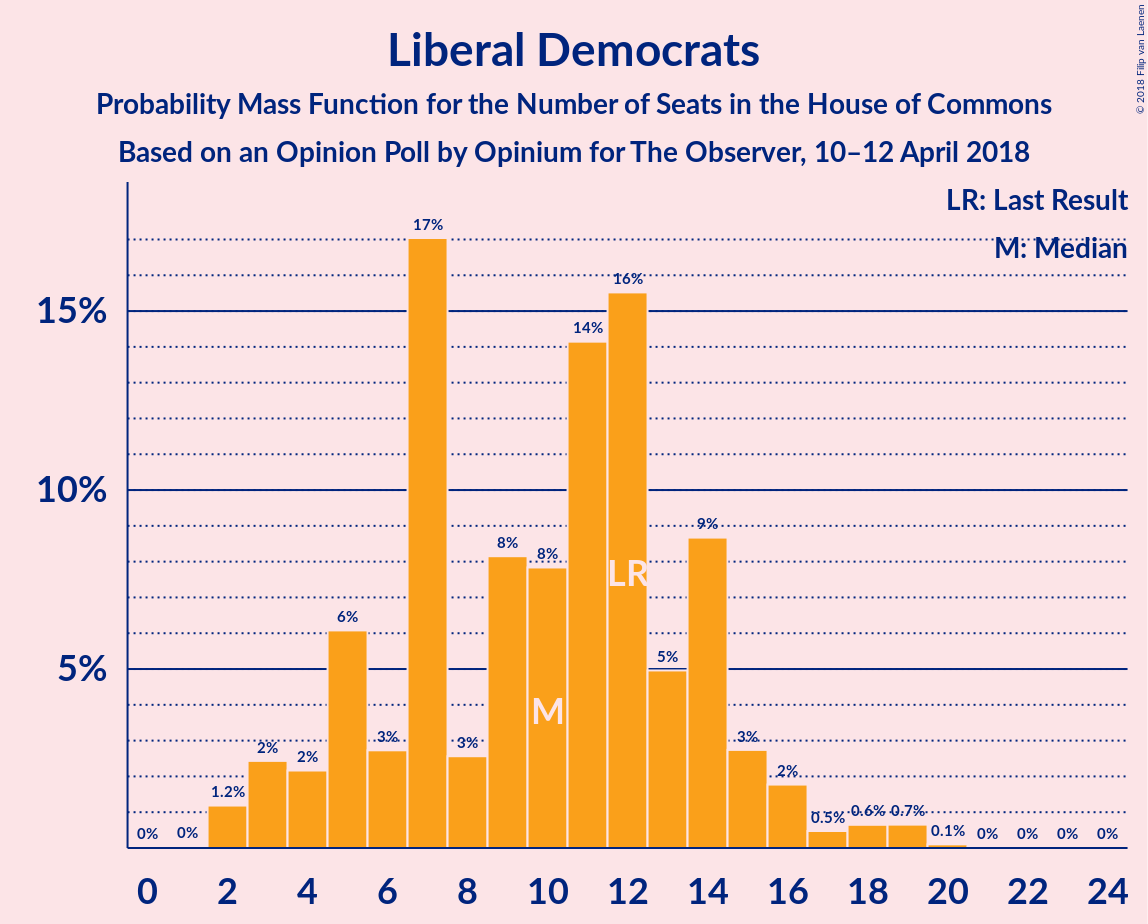 © 2018 Filip van Laenen
Liberal Democrats
Probability Mass Function for the Number of Seats in the House of Commons
Based on an Opinion Poll by Opinium for The Observer, 10–12 April 2018
LR: Last Result
M: Median
15%
10%
5%
0% 0% 1.2% 2% 2% 6% 3% 17% 3% 8% 8% 14% 16% 5% 9% 3% 2% 0.5% 0.6% 0.7% 0.1% 0% 0% 0% 0%
LR
M
0 2 4 6 8 10 12 14 16 18 20 22 24